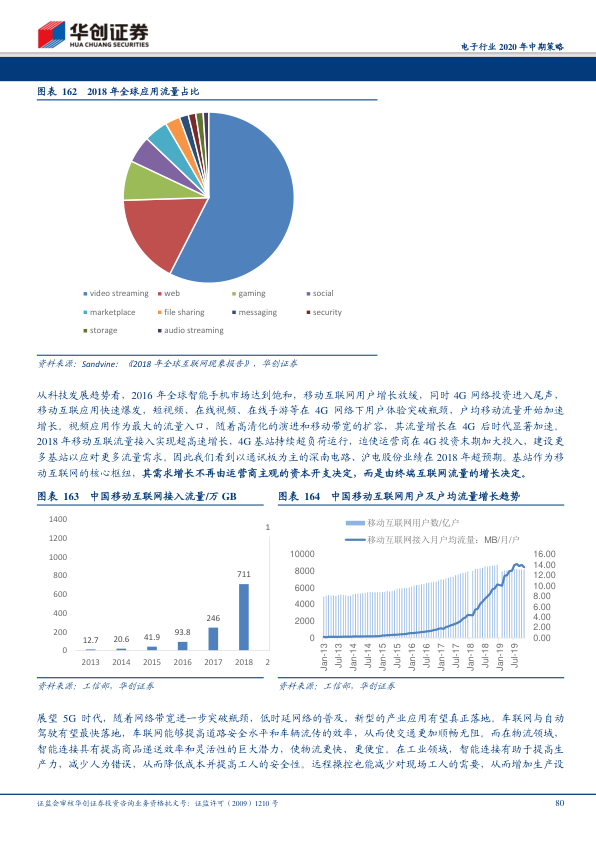 华创证券
HUA CHUANG SECURITIES
电子行业 2020 年中期策略
图表 162 2018 年全球应用流量占比
video streaming web gaming social
marketplace file sharing messaging security
storage audio streaming
资料来源：Sandvine：《2018 年全球互联网现象报告》，华创证券
从科技发展趋势看，2016 年全球智能手机市场达到饱和，移动互联网用户增长放缓，同时 4G 网络投资进入尾声，
移动互联应用快速爆发，短视频、在线视频、在线手游等在 4G 网络下用户体验突破瓶颈，户均移动流量开始加速
增长。视频应用作为最大的流量入口，随着高清化的演进和移动带宽的扩容，其流量增长在 4G 后时代显著加速。
2018 年移动互联流量接入实现超高速增长，4G 基站持续超负荷运行，迫使运营商在 4G 投资末期加大投入，建设更
多基站以应对更多流量需求。因此我们看到以通讯板为主的深南电路、沪电股份业绩在 2018 年超预期。基站作为移
动互联网的核心枢纽，其需求增长不再由运营商主观的资本开支决定，而是由终端互联网流量的增长决定。
图表 163 中国移动互联网接入流量/万 GB
1400
1200
1000
800
600
400
200
0
12.7 20.6 41.9 93.8 246 711 1
2013 2014 2015 2016 2017 2018 2
资料来源：工信部，华创证券
图表 164 中国移动互联网用户及户均流量增长趋势
移动互联网用户数/亿户
移动互联网接入月户均流量：MB/月/户
10000 16.00
8000 14.00
6000 12.00
4000 10.00
2000 8.00
0 6.00
4.00
2.00
0.00
Jan-13 Jul-13 Jan-14 Jul-14 Jan-15 Jul-15 Jan-16 Jul-16 Jan-17 Jul-17 Jan-18 Jul-18 Jan-19 Jul-19
资料来源：工信部，华创证券
展望 5G 时代，随着网络带宽进一步突破瓶颈，低时延网络的普及，新型的产业应用有望真正落地。车联网与自动
驾驶有望最快落地，车联网能够提高道路安全水平和车辆流传的效率，从而使交通更加顺畅无阻。而在物流领域，
智能连接具有提高商品递送效率和灵活性的巨大潜力，使物流更快、更便宜。在工业领域，智能连接有助于提高生
产力，减少人为错误，从而降低成本并提高工人的安全性。远程操控也能减少对现场工人的需要，从而增加生产设
证监会审核华创证券投资咨询业务资格批文号：证监许可（2009）1210 号
80